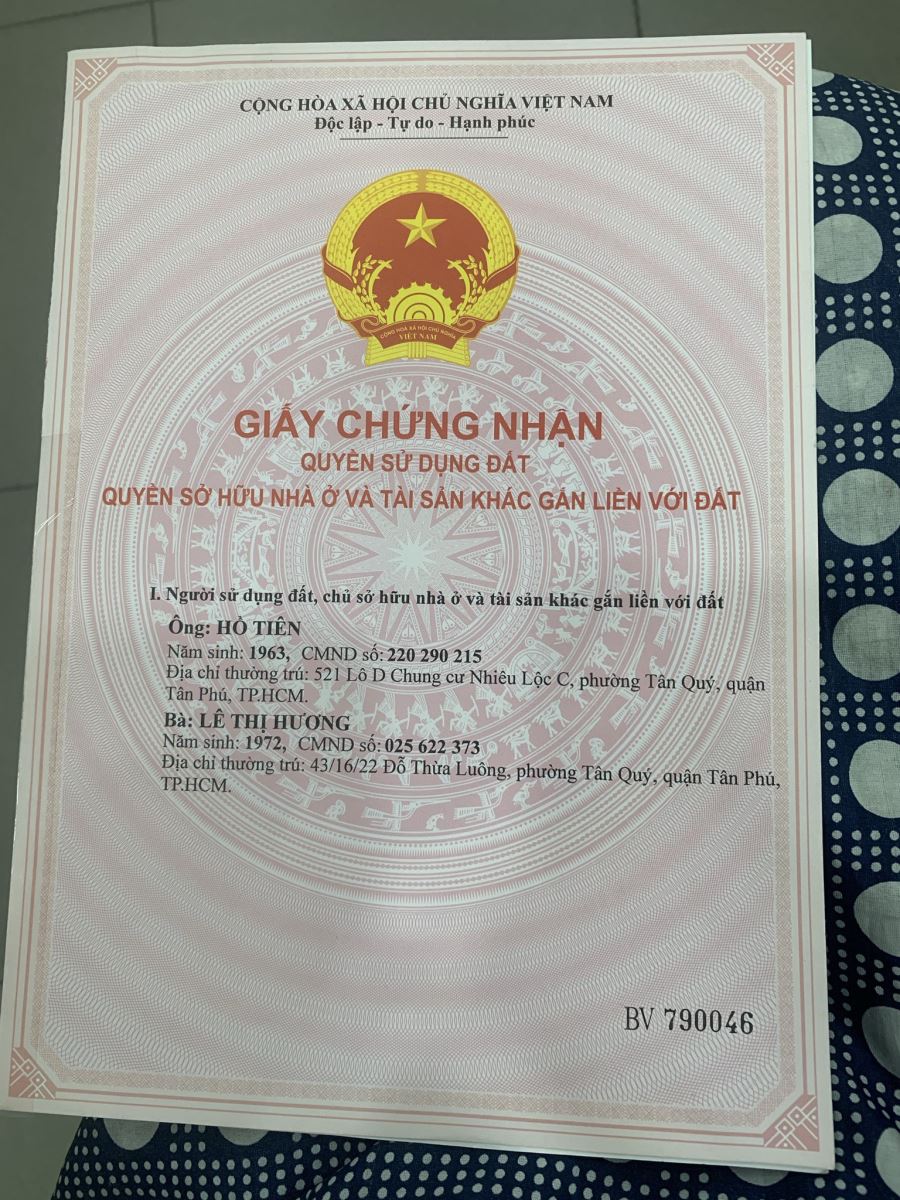 CỘNG HÒA XÃ HỘI CHỦ NGHĨA VIỆT NAM
Độc lập - Tự do - Hạnh phúc
CỘNG HOÀ XÃ HỘI CHỦ NGHĨA
VIỆT NAM
GIẤY CHỨNG NHẬN
QUYỀN SỬ DỤNG ĐẤT
QUYỀN SỞ HỮU NHÀ Ở VÀ TÀI SẢN KHÁC GẮN LIỀN VỚI ĐẤT
I. Người sử dụng đất, chủ sở hữu nhà ở và tài sản khác gắn liền với đất
Ông: HỒ TIÊN
Năm sinh: 1963, CMND số: 220 290 215
Địa chỉ thường trú: 521 Lô D Chung cư Nhiêu Lộc C, phường Tân Quý, quận
Tân Phú, TP.HCM.
Bà: LÊ THỊ HƯƠNG
Năm sinh: 1972, CMND số: 025 622 373
Địa chỉ thường trú: 43/16/22 Đỗ Thừa Luông, phường Tân Quý, quận Tân Phú,
TP.HCM.
BV 790046